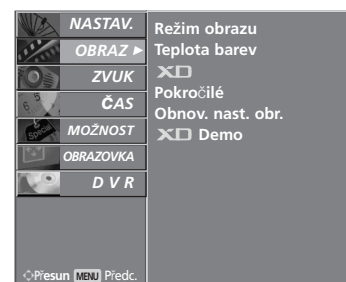 NASTAV.
OBRAZ ▶
ZVUK
ČAS
MOŽNOST
OBRAZOVKA
D V R
Režim obrazu
Teplota barev
XD
Pokročilé
Obnov. nast. obr.
XD Demo
Přesun MENU Předc.